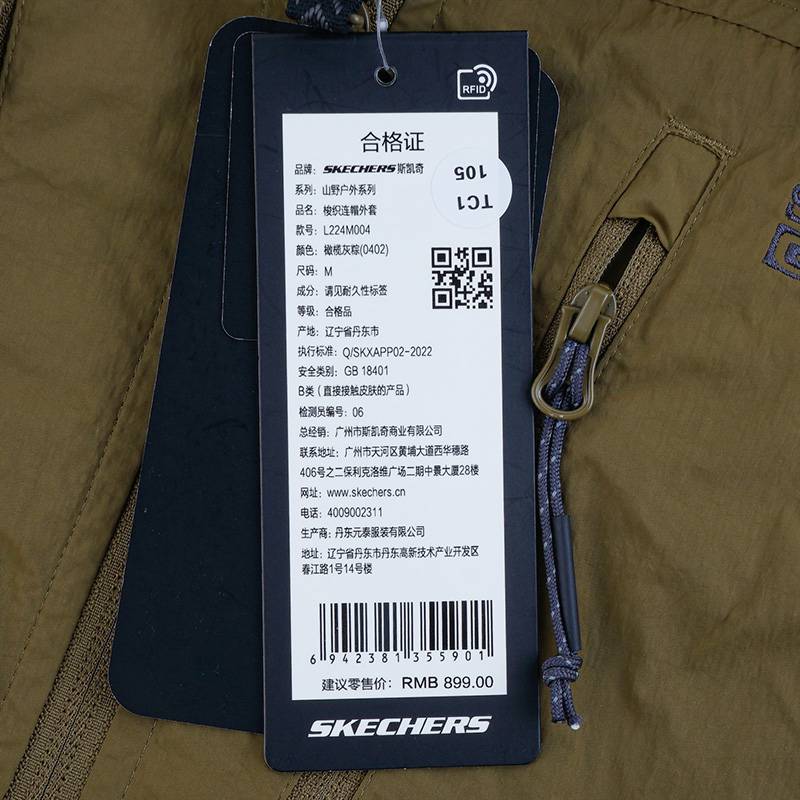 RFID
合格证
品牌: SKECHERS 斯凯奇
TC1
105
系列: 山野户外系列
品名: 梭织连帽外套
款号: L224M004
颜色: 橄榄灰棕(0402)
尺码: M
成分: 请见耐久性标签
等级: 合格品
产地: 辽宁省丹东市
执行标准: Q/SKXAPP02-2022
安全类别: GB 18401
B类（直接接触皮肤的产品）
检测员编号: 06
总经销: 广州市斯凯奇商业有限公司
联系地址: 广州市天河区黄埔大道西华穗路
406号之二保利克洛维广场二期中景大厦28楼
网址: www.skechers.cn
电话: 4009002311
生产商: 丹东元泰服装有限公司
地址: 辽宁省丹东市丹东高新技术产业开发区
春江路1号14号楼
6 942381 355901
建议零售价: RMB 899.00
SKECHERS